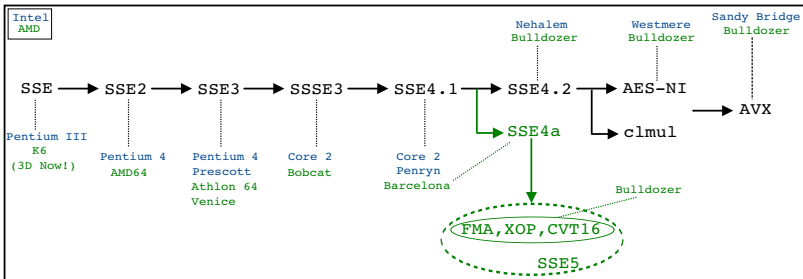 Intel
AMD
Nehalem
Bulldozer
Westmere
Bulldozer
Sandy Bridge
Bulldozer
SSE
SSE2
SSE3
SSSE3
SSE4.1
SSE4.2
AES-NI
AVX
SSE4a
clmul
Pentium III
K6
(3D Now!)
Pentium 4
AMD64
Pentium 4
Prescott
Athlon 64
Venice
Core 2
Bobcat
Core 2
Penryn
Barcelona
Bulldozer
FMA,XOP,CVT16
SSE5